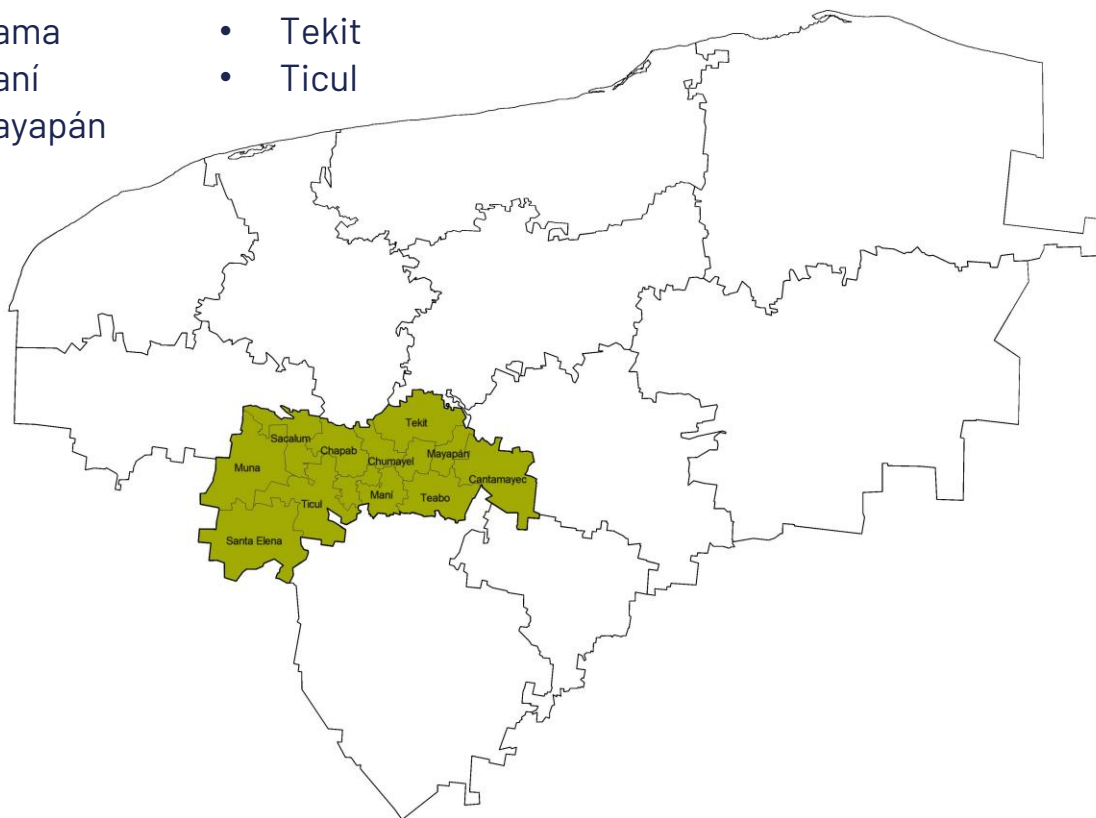 ama
aní
ayapán
• Tekit
• Ticul
Tekit
Sacalum
Chapab
Mayapán
Chumayel
Muna
Cantamayec
Maní
Teabo
Ticul
Santa Elena